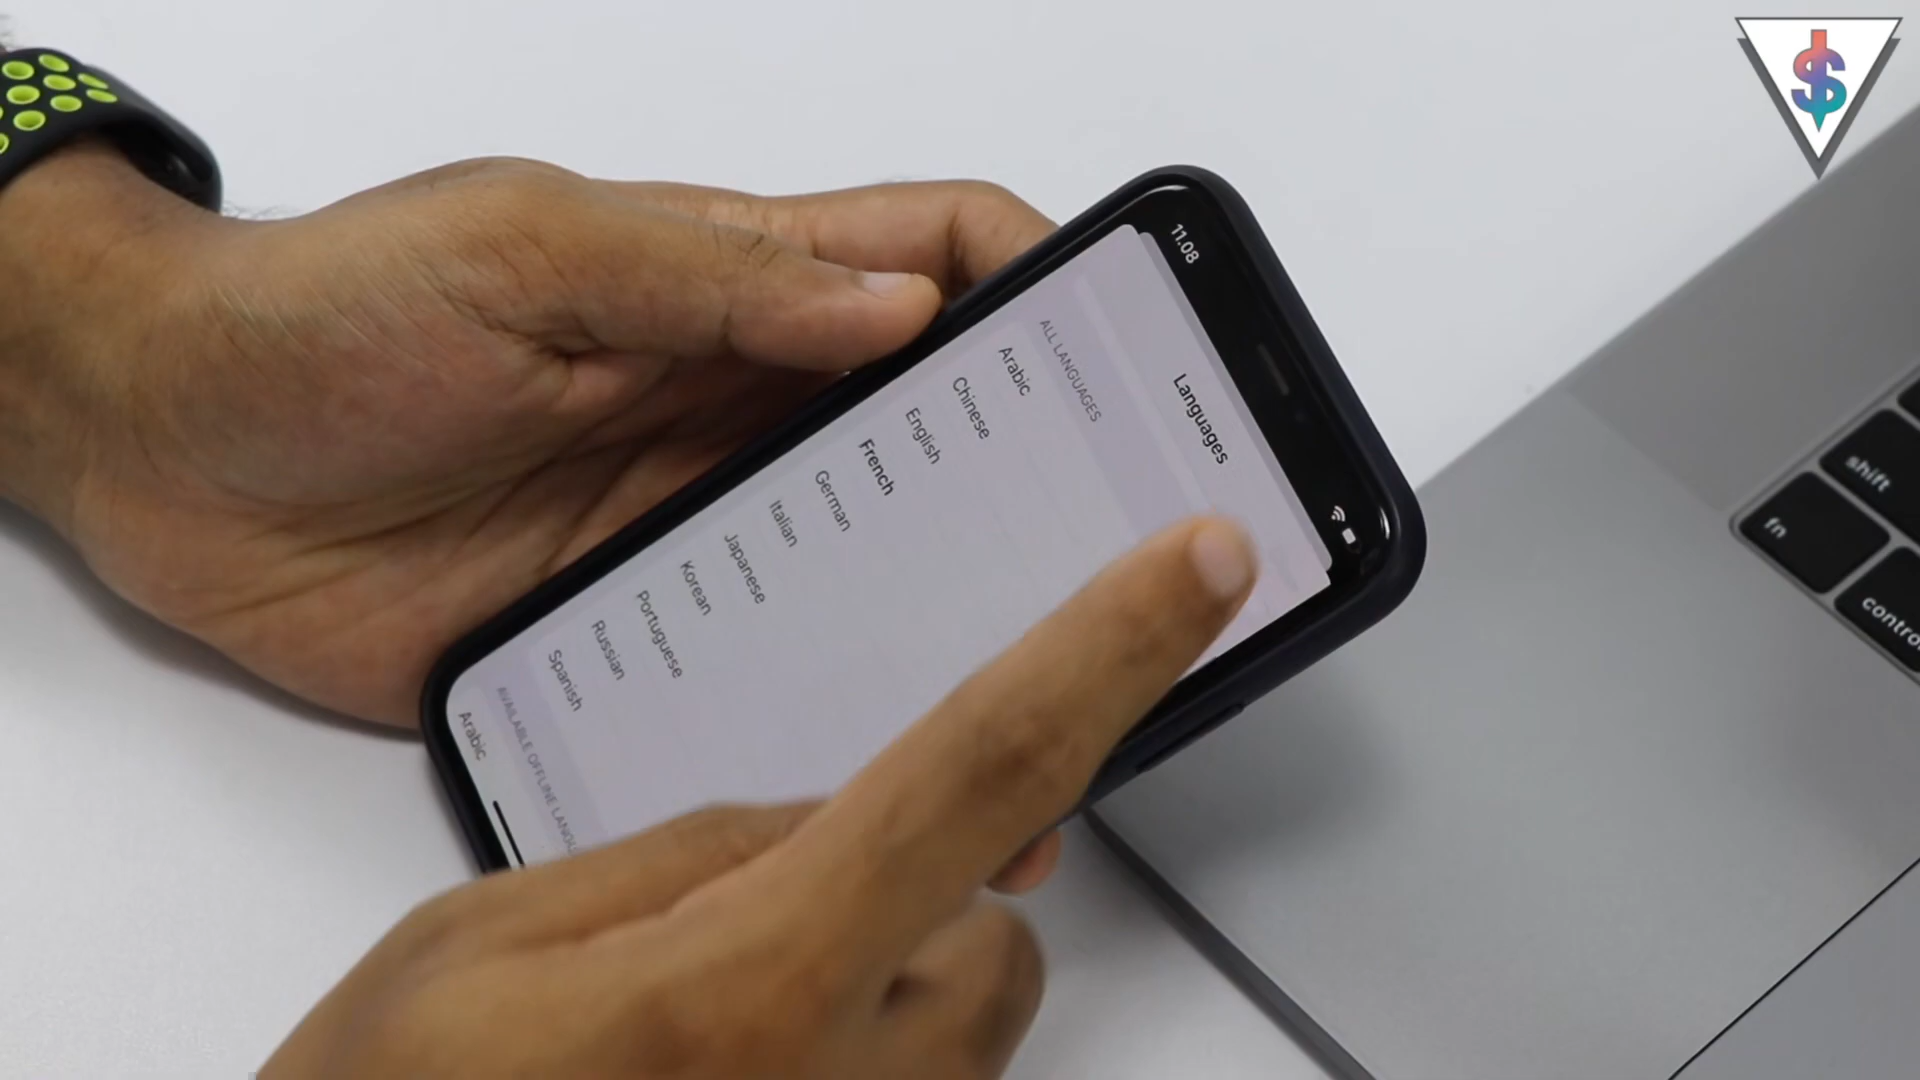 11.08
Languages
ALL LANGUAGES
Arabic
Chinese
English
French
German
Italian
Japanese
Korean
Portuguese
Russian
Spanish
AVAILABLE OFFLINE
Arabic
shift
fn
$